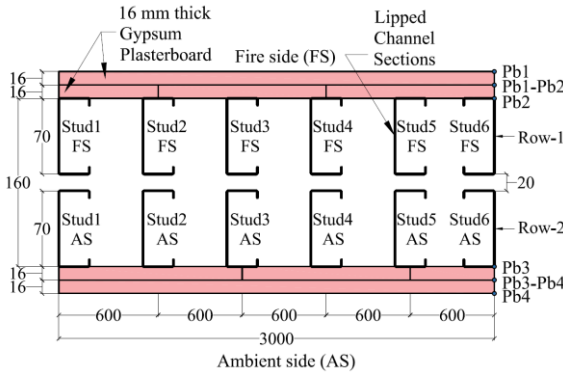 16 mm thick
Gypsum
Plasterboard
Fire side (FS)
Lipped
Channel
Sections
Pb1
Pb1-Pb2
Pb2
16
16
Stud1
FS
Stud2
FS
Stud3
FS
Stud4
FS
Stud5
FS
Stud6
FS
70
Row-1
160
20
Stud1
AS
Stud2
AS
Stud3
AS
Stud4
AS
Stud5
AS
Stud6
AS
70
Row-2
Pb3
Pb3-Pb4
Pb4
16
16
600
600
600
600
600
3000
Ambient side (AS)